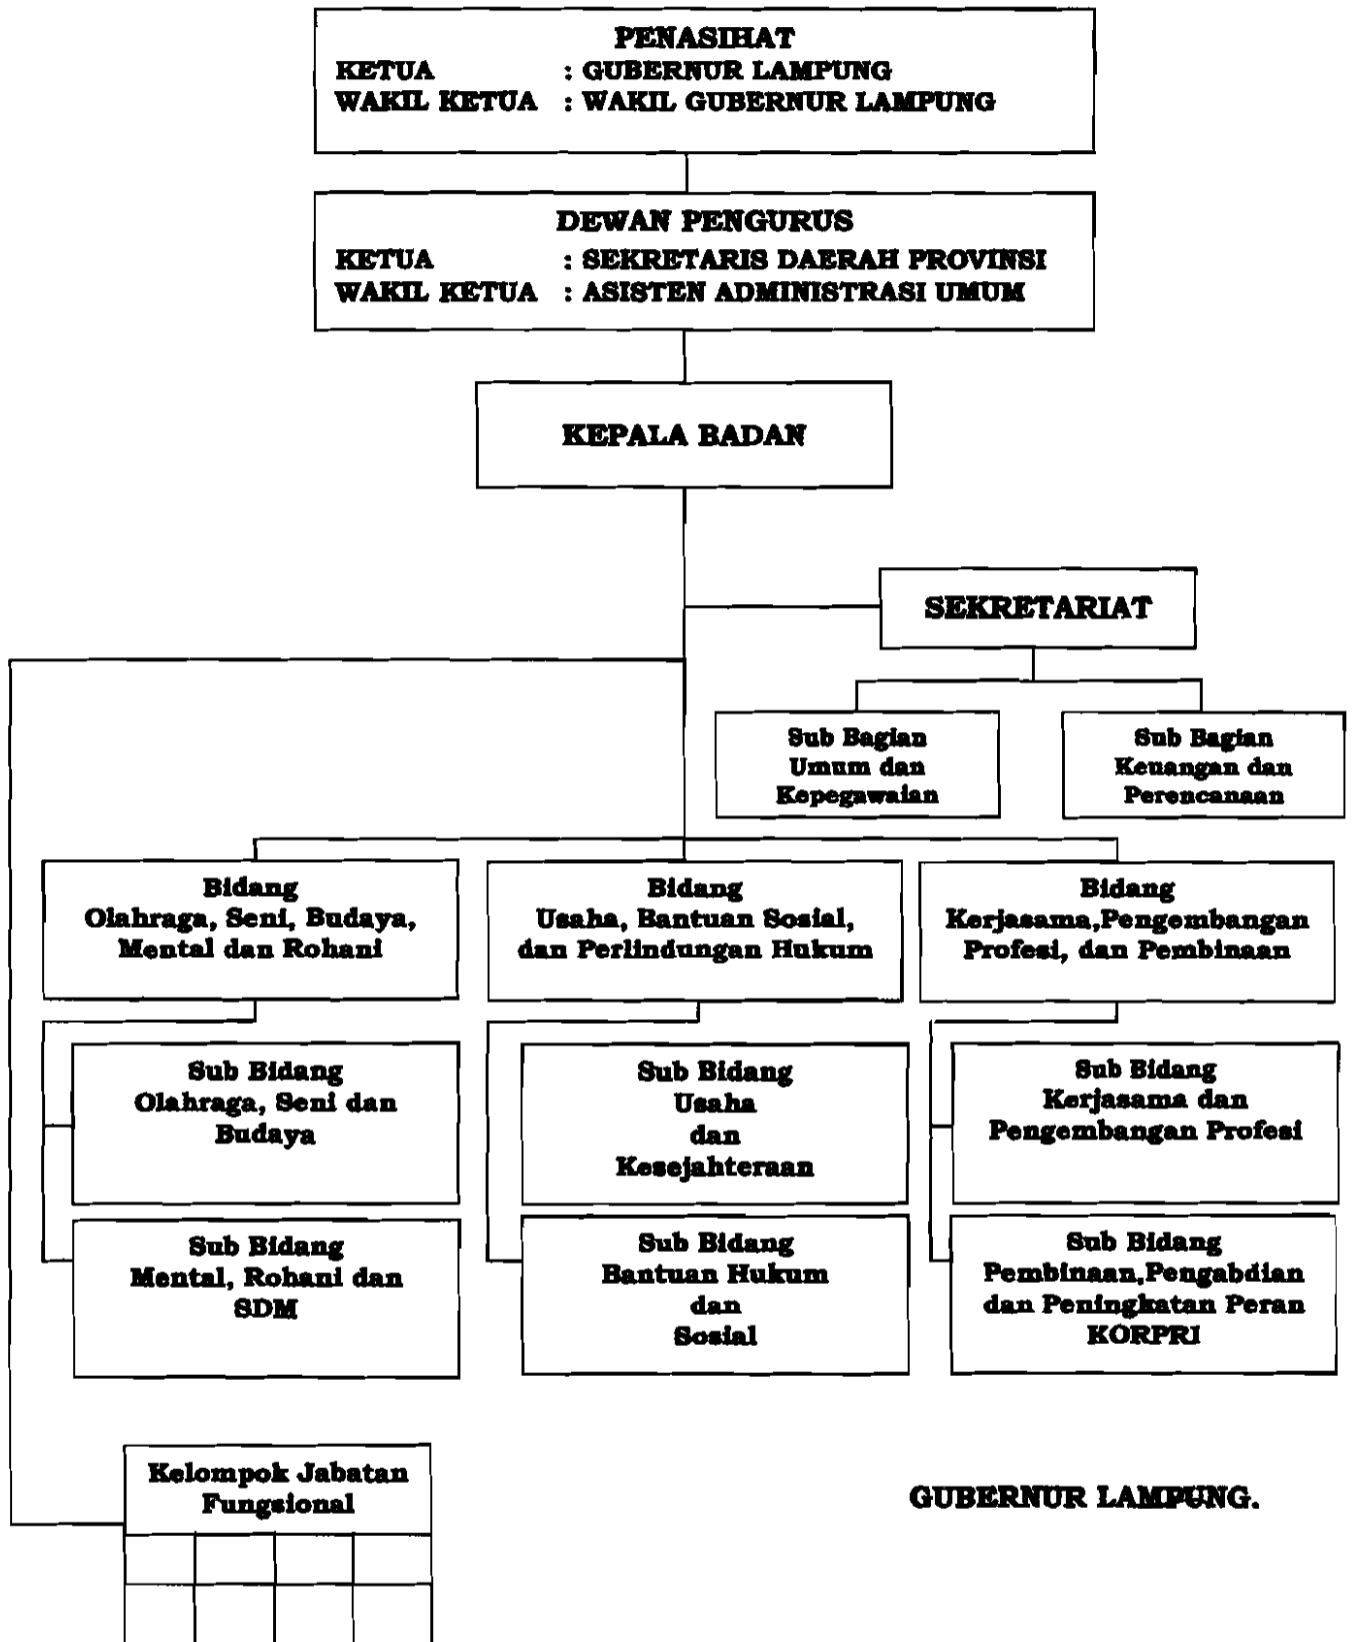 PENASIHAT
KETUA : GUBERNUR LAMPUNG
WAKIL KETUA : WAKIL GUBERNUR LAMPUNG
DEWAN PENGURUS
KETUA : SEKRETARIS DAERAH PROVINSI
WAKIL KETUA : ASISTEN ADMINISTRASI UMUM
KEPALA BADAN
SEKRETARIAT
Sub Bagian
Umum dan
Kepegawaian
Sub Bagian
Keuangan dan
Perencanaan
Bidang
Olahraga, Seni, Budaya,
Mental dan Rohani
Bidang
Usaha, Bantuan Sosial,
dan Perlindungan Hukum
Bidang
Kerjasama,Pengembangan
Profesi, dan Pembinaan
Sub Bidang
Olahraga, Seni dan
Budaya
Sub Bidang
Usaha
dan
Kesejahteraan
Sub Bidang
Kerjasama dan
Pengembangan Profesi
Sub Bidang
Mental, Rohani dan
SDM
Sub Bidang
Bantuan Hukum
dan
Sosial
Sub Bidang
Pembinaan,Pengabdian
dan Peningkatan Peran
KORPRI
Kelompok Jabatan
Fungsional
GUBERNUR LAMPUNG.